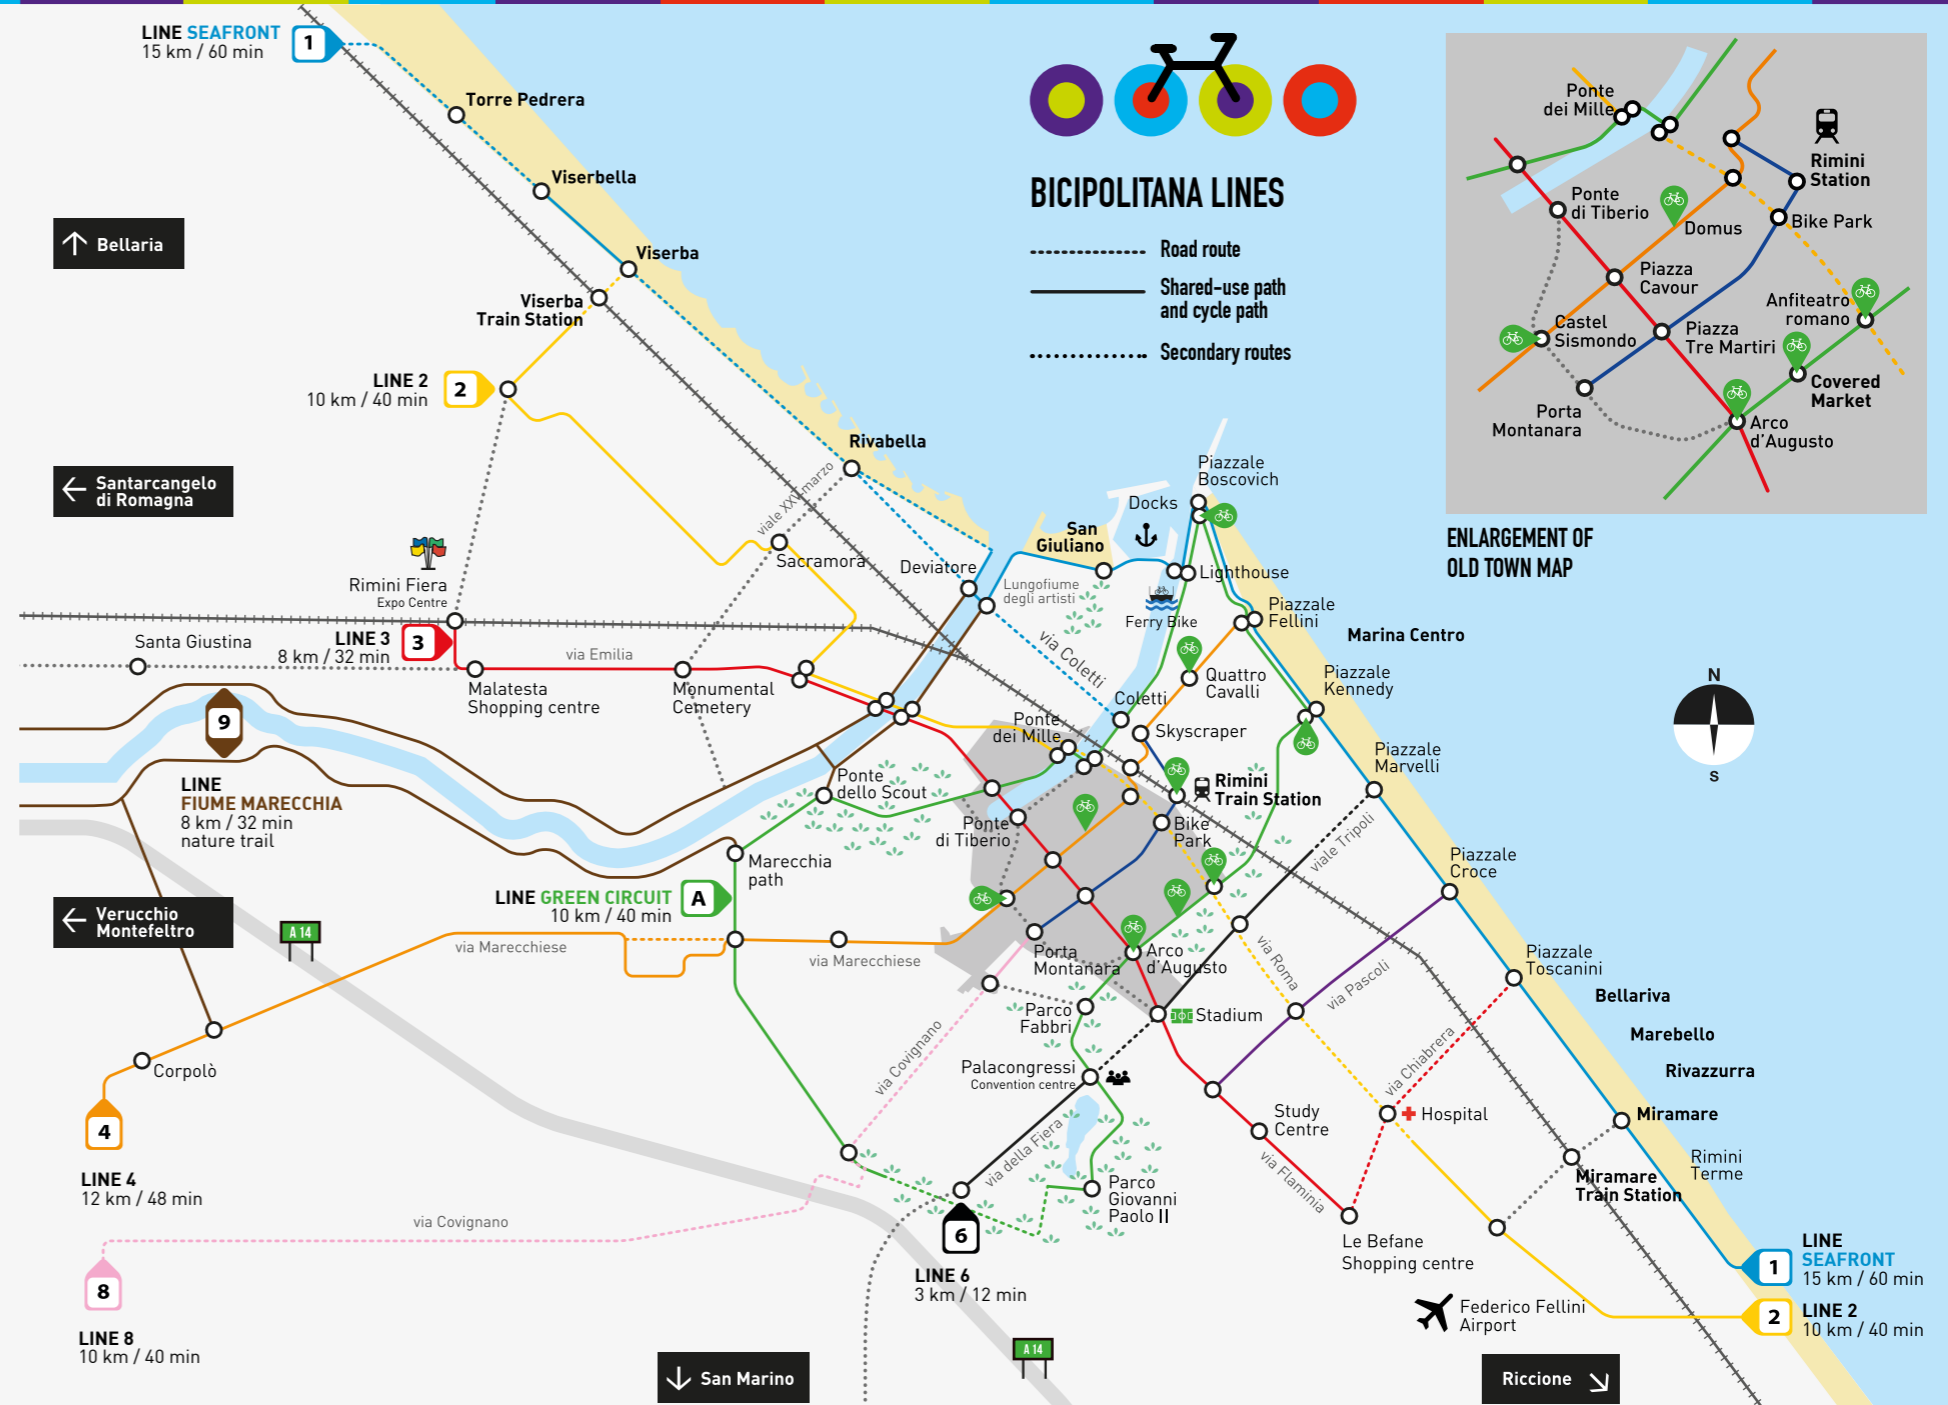 LINE SEAFRONT
15 km / 60 min
1
Torre Pedrera
Viserbella
Bellaria
Viserba
Viserba
Train Station
LINE 2
10 km / 40 min
2
Rivabella
BICIPOLITANA LINES
Road route
Shared-use path
and cycle path
Secondary routes
Ponte
dei Mille
Rimini
Station
Ponte
di Tiberio
Domus
Bike Park
Piazza
Cavour
Anfiteatro
romano
Castel
Sismondo
Piazza
Tre Martiri
Covered
Market
Porta
Montanara
Arco
d'Augusto
ENLARGEMENT OF
OLD TOWN MAP
Santarcangelo
di Romagna
viale XXIII marzo
Sacramora
Rimini Fiera
Expo Centre
Santa Giustina
LINE 3
8 km / 32 min
3
via Emilia
Malatesta
Shopping centre
Monumental
Cemetery
Deviatore
Lungofiume
degli artisti
San
Giuliano
Docks
Piazzale
Boscovich
Lighthouse
Ferry Bike
Piazzale
Fellini
Marina Centro
via Coletti
Coletti
Quattro
Cavalli
Piazzale
Kennedy
Skyscraper
Ponte
dei Mille
Piazzale
Marvelli
N
S
9
LINE
FIUME MARECCHIA
8 km / 32 min
nature trail
Ponte
dello Scout
Rimini
Train Station
Ponte
di Tiberio
Bike
Park
viale Tripoli
Marecchia
path
Piazzale
Croce
LINE GREEN CIRCUIT
10 km / 40 min
A
Verucchio
Montefeltro
A 14
via Marecchiese
via Marecchiese
Porta
Montanara
Arco
d'Augusto
via Roma
via Pascoli
Piazzale
Toscanini
Bellariva
Marebello
Rivazzurra
Miramare
Parco
Fabbri
Stadium
via Covignano
Palacongressi
Convention centre
via Chiabrera
Hospital
Study
Centre
via Flaminia
Corpolò
4
LINE 4
12 km / 48 min
via della Fiera
Parco
Giovanni
Paolo II
Miramare
Train Station
Rimini
Terme
via Covignano
8
LINE 8
10 km / 40 min
6
LINE 6
3 km / 12 min
Le Befane
Shopping centre
Federico Fellini
Airport
1
LINE
SEAFRONT
15 km / 60 min
2
LINE 2
10 km / 40 min
A 14
San Marino
Riccione